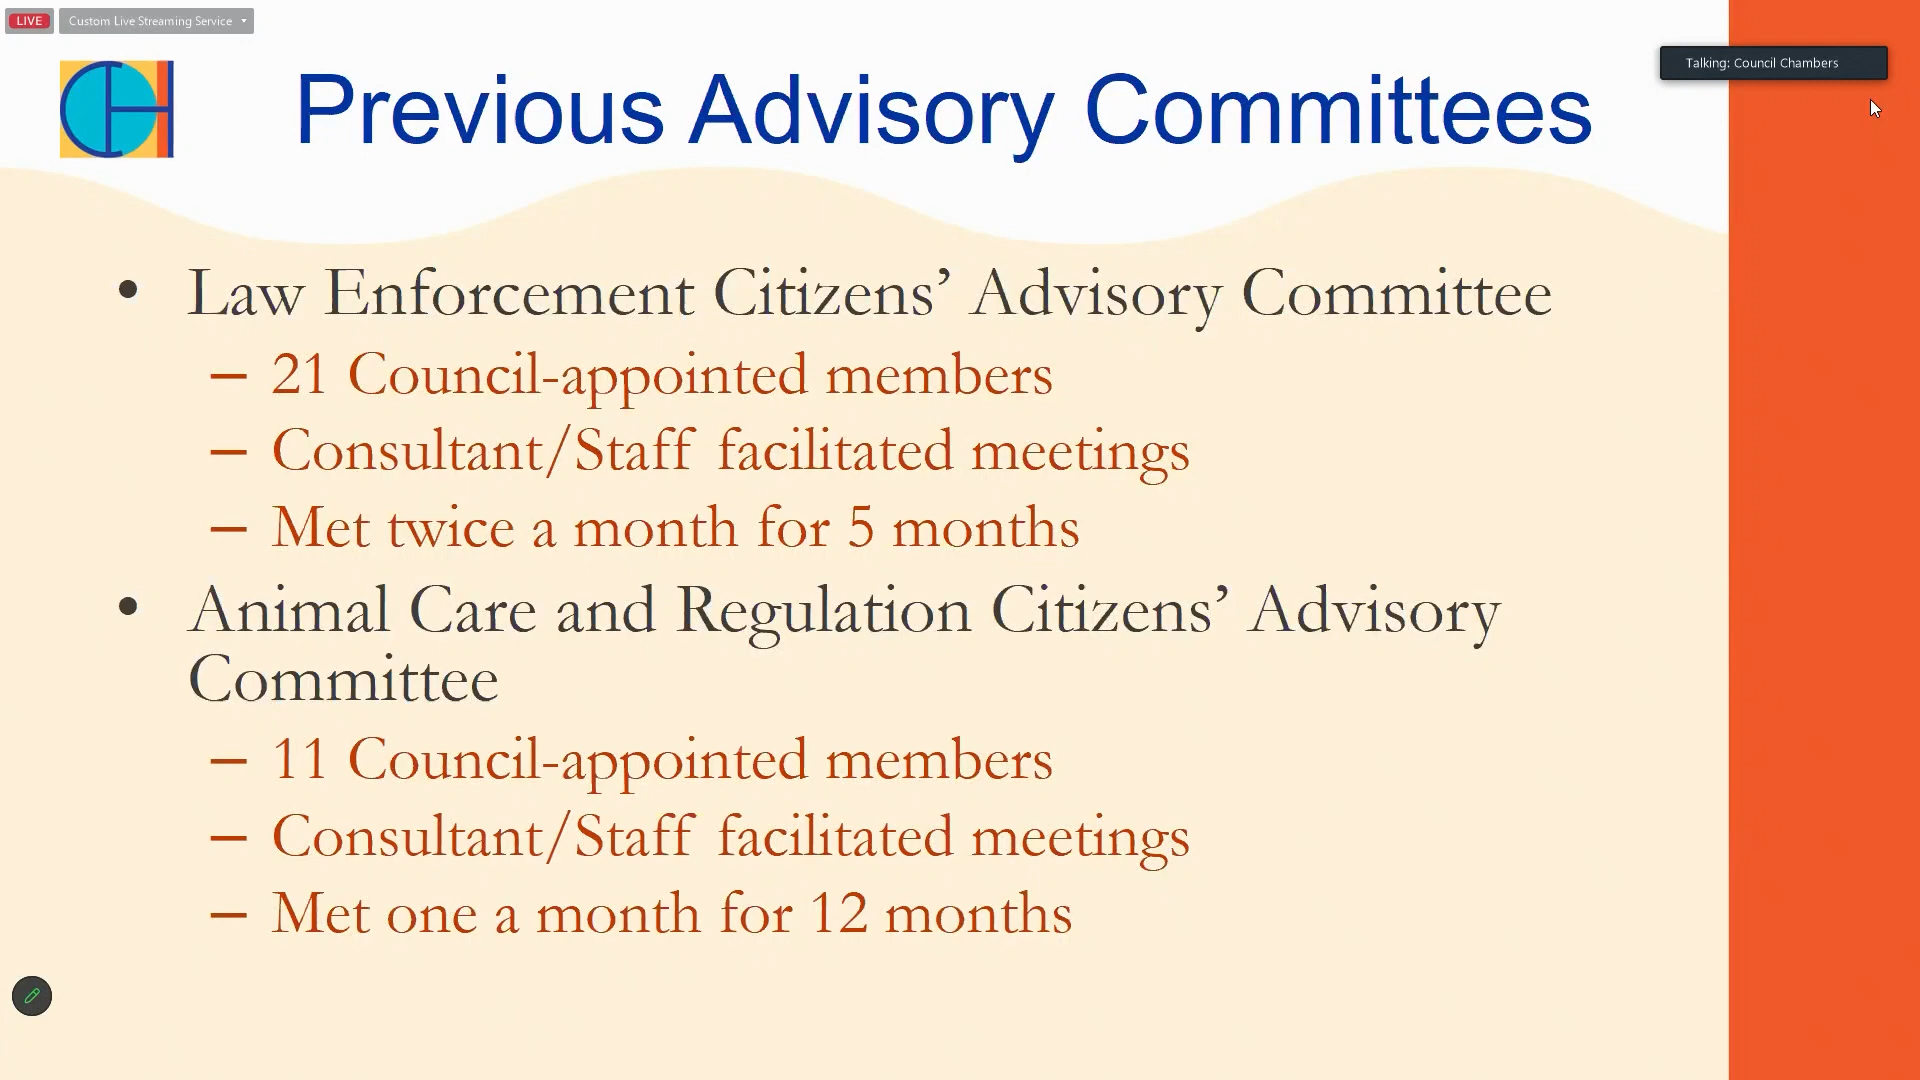 LIVE
Custom Live Streaming Service
Talking: Council Chambers
CH
Previous Advisory Committees
• Law Enforcement Citizens’ Advisory Committee
– 21 Council-appointed members
– Consultant/Staff facilitated meetings
– Met twice a month for 5 months
• Animal Care and Regulation Citizens’ Advisory
Committee
– 11 Council-appointed members
– Consultant/Staff facilitated meetings
– Met one a month for 12 months